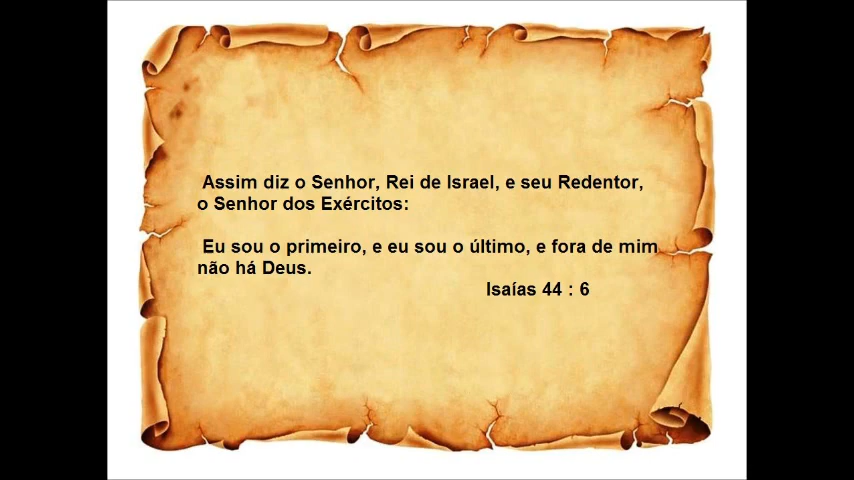 Assim diz o Senhor, Rei de Israel, e seu Redentor,
o Senhor dos Exércitos:
Eu sou o primeiro, e eu sou o último, e fora de mim
não há Deus.
Isaías 44 : 6